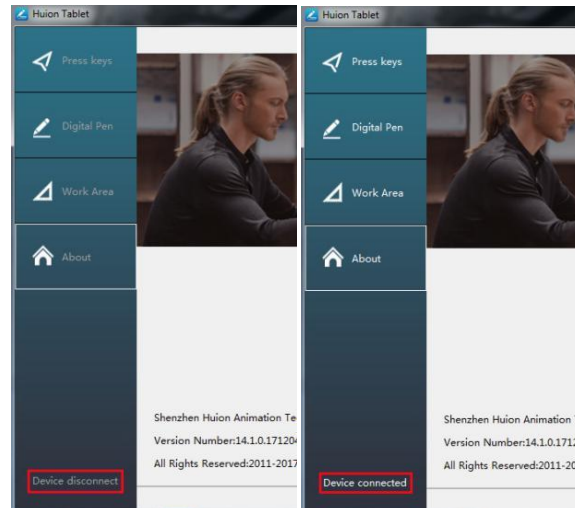 Huion Tablet
Press keys
Digital Pen
Work Area
About
Shenzhen Huion Animation
Version Number:14.1.0.171204
All Rights Reserved:2011-2017
Device disconnect
Huion Tablet
Press keys
Digital Pen
Work Area
About
Shenzhen Huion Animation
Version Number:14.1.0.1712
All Rights Reserved:2011-20
Device connected